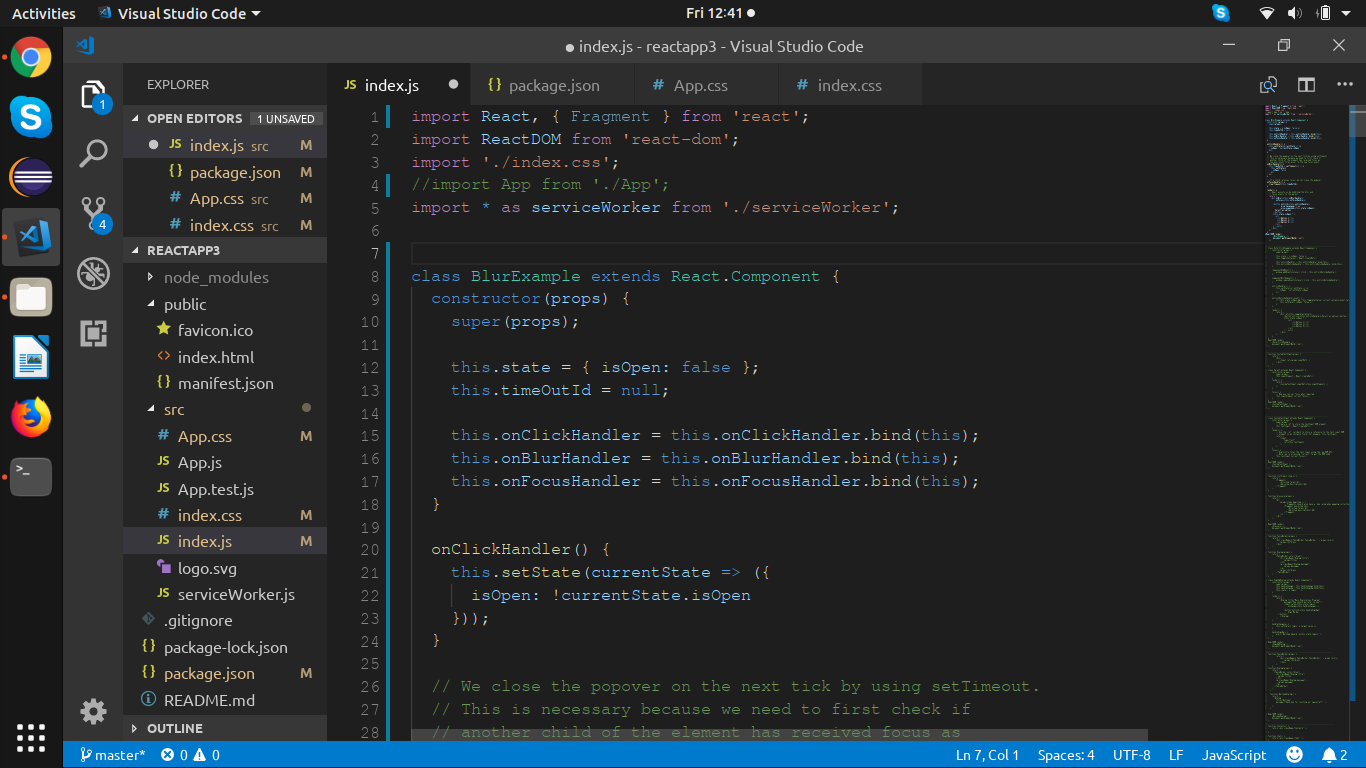 Activities Visual Studio Code Fri 12:41
index.js - reactapp3 - Visual Studio Code
EXPLORER
OPEN EDITORS 1 UNSAVED
JS index.js src M
{} package.json M
# App.css src M
# index.css src M
REACTAPP3
node_modules
public
favicon.ico
<> index.html
{} manifest.json
src
# App.css M
JS App.js
JS App.test.js
# index.css M
JS index.js M
logo.svg
JS serviceWorker.js
.gitignore
{} package-lock.json
{} package.json M
README.md
OUTLINE
1
4
JS index.js {} package.json # App.css # index.css
1 import React, { Fragment } from 'react';
2 import ReactDOM from 'react-dom';
3 import './index.css';
4 //import App from './App';
5 import * as serviceWorker from './serviceWorker';
6
7
8 class BlurExample extends React.Component {
9 constructor(props) {
10 super(props);
11
12 this.state = { isOpen: false };
13 this.timeOutId = null;
14
15 this.onClickHandler = this.onClickHandler.bind(this);
16 this.onBlurHandler = this.onBlurHandler.bind(this);
17 this.onFocusHandler = this.onFocusHandler.bind(this);
18 }
19
20 onClickHandler() {
21 this.setState(currentState => ({
22 isOpen: !currentState.isOpen
23 }));
24 }
25
26 // We close the popover on the next tick by using setTimeout.
27 // This is necessary because we need to first check if
28 // another child of the element has received focus as
master* 0 0 Ln 7, Col 1 Spaces: 4 UTF-8 LF JavaScript 2